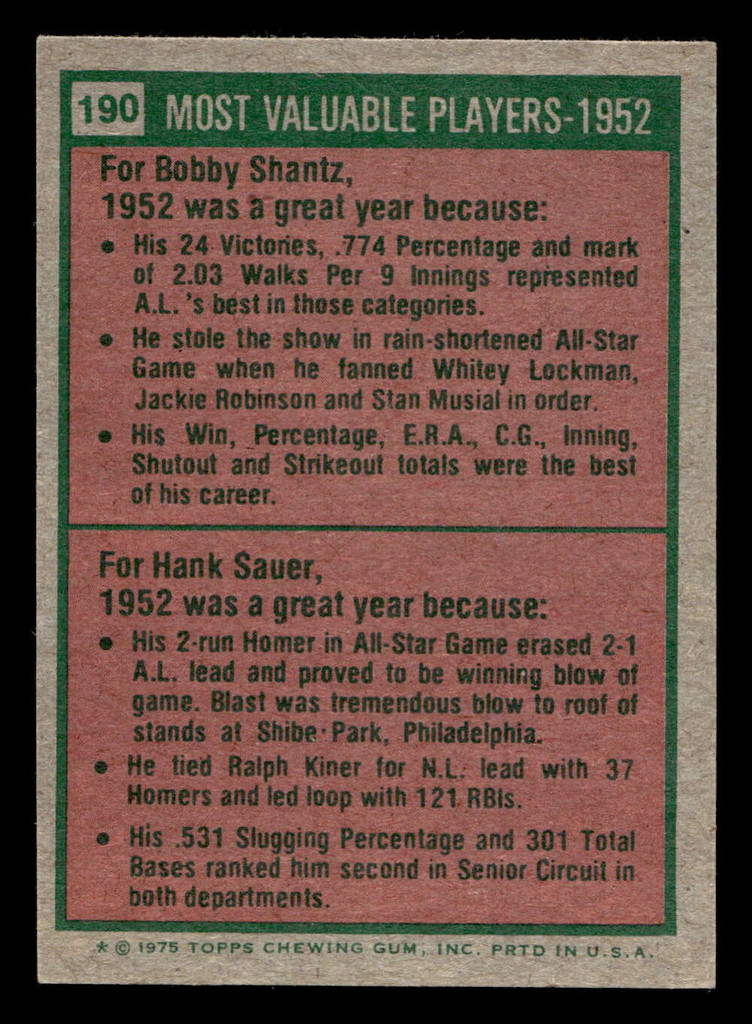 190 MOST VALUABLE PLAYERS-1952
For Bobby Shantz,
1952 was a great year because:
• His 24 Victories, .774 Percentage and mark
of 2.03 Walks Per 9 Innings represented
A.L. 's best in those categories.
• He stole the show in rain-shortened All-Star
Game when he fanned Whitey Lockman,
Jackie Robinson and Stan Musial in order.
• His Win, Percentage, E.R.A., C.G., Inning,
Shutout and Strikeout totals were the best
of his career.
For Hank Sauer,
1952 was a great year because:
• His 2-run Homer in All-Star Game erased 2-1
A.L. lead and proved to be winning blow of
game. Blast was tremendous blow to roof of
stands at Shibe Park, Philadelphia.
• He tied Ralph Kiner for N.L. lead with 37
Homers and led loop with 121 RBIs.
• His .531 Slugging Percentage and 301 Total
Bases ranked him second in Senior Circuit in
both departments.
* © 1975 TOPPS CHEWING GUM, INC. PRTD IN U.S.A.